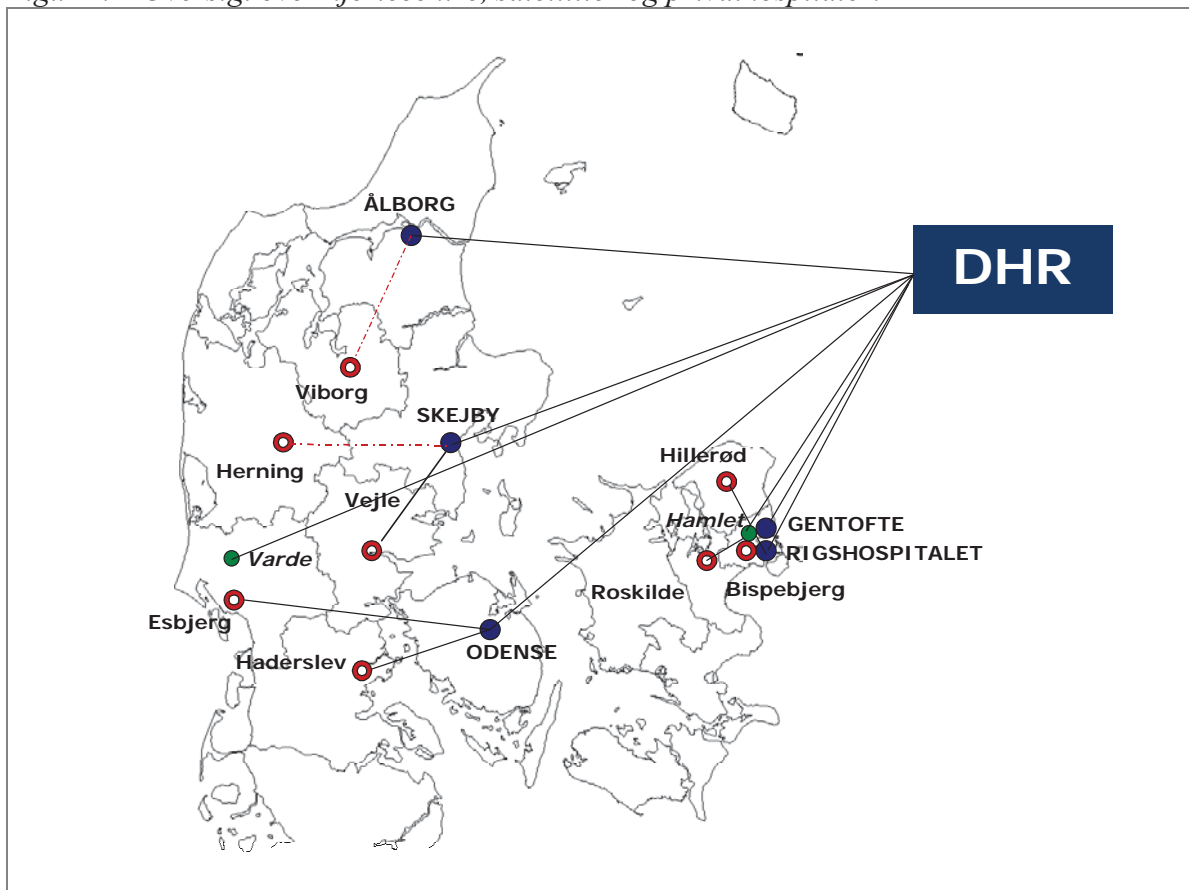 ÅLBORG
DHR
Viborg
SKEJBY
Herning
Hillerød
Vejle
Hamlet
GENTOFTE
RIGSHOSPITALET
Varde
Roskilde
Bispebjerg
Esbjerg
ODENSE
Haderslev